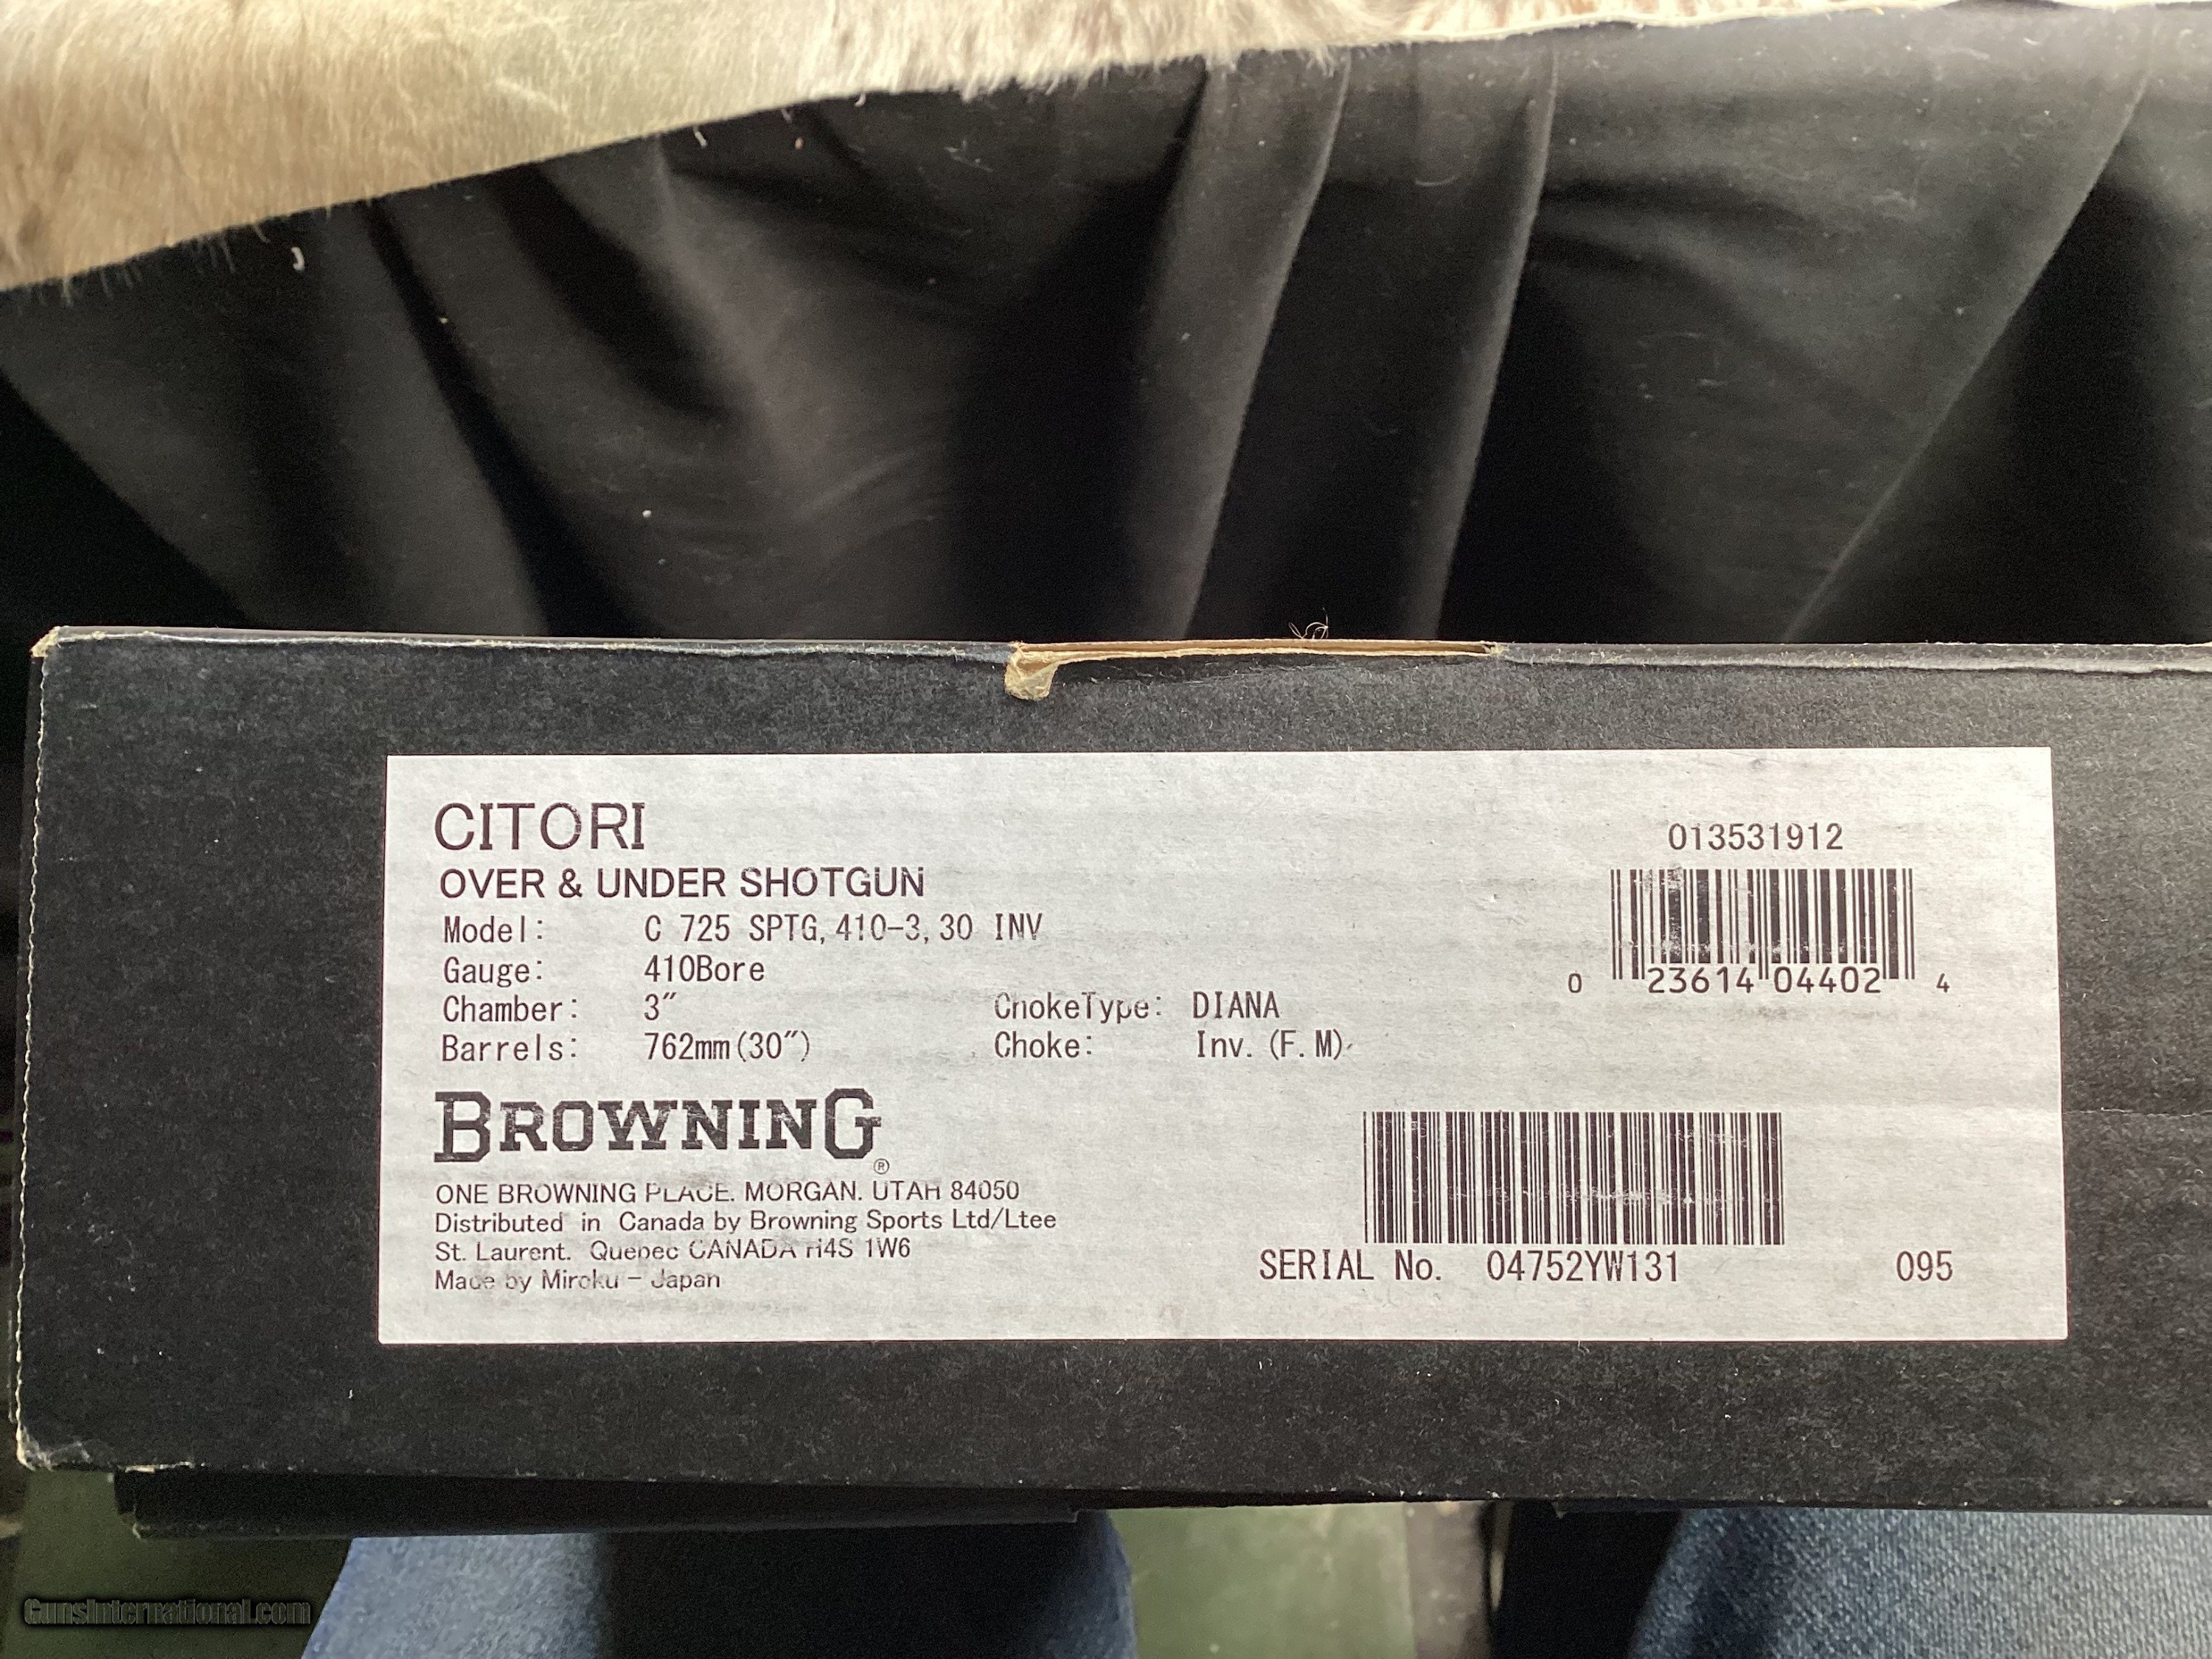 CITORI
OVER & UNDER SHOTGUN
Model: C 725 SPTG, 410-3, 30 INV
Gauge: 410Bore
Chamber: 3" ChokeType: DIANA
Barrels: 762mm(30") Choke: Inv. (F. M)
013531912
0 23614 04402 4
BROWNING®
ONE BROWNING PLACE. MORGAN. UTAH 84050
Distributed in Canada by Browning Sports Ltd/Ltee
St. Laurent. Quebec CANADA H4S 1W6
Made by Miroku - Japan
SERIAL No. 04752YW131 095
GunsInternational.com